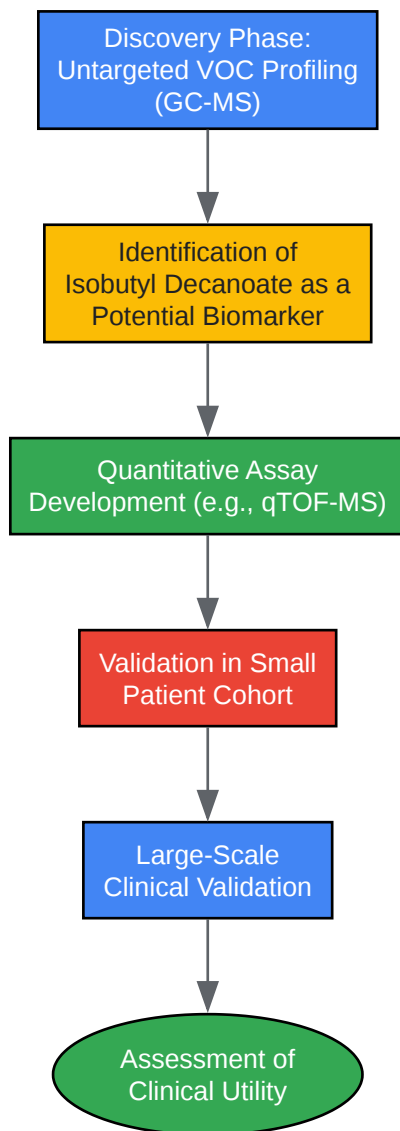 Discovery Phase:
Untargeted VOC Profiling
(GC-MS)
Identification of
Isobutyl Decanoate as a
Potential Biomarker
Quantitative Assay
Development (e.g., qTOF-MS)
Validation in Small
Patient Cohort
Large-Scale
Clinical Validation
Assessment of
Clinical Utility